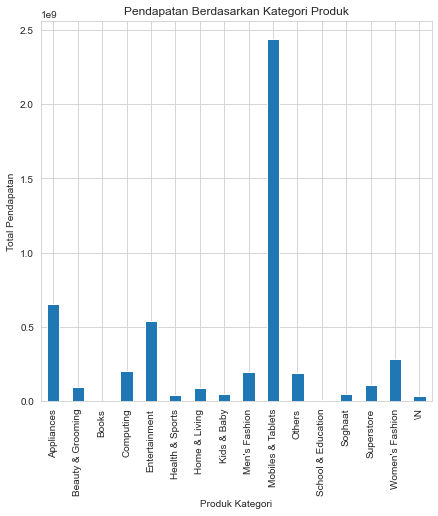 Pendapatan Berdasarkan Kategori Produk
1e9
2.5
2.0
1.5
1.0
0.5
0.0
Total Pendapatan
Appliances
Beauty & Grooming
Books
Computing
Entertainment
Health & Sports
Home & Living
Kids & Baby
Men's Fashion
Mobiles & Tablets
Others
School & Education
Soghaat
Superstore
Women's Fashion
\N
Produk Kategori